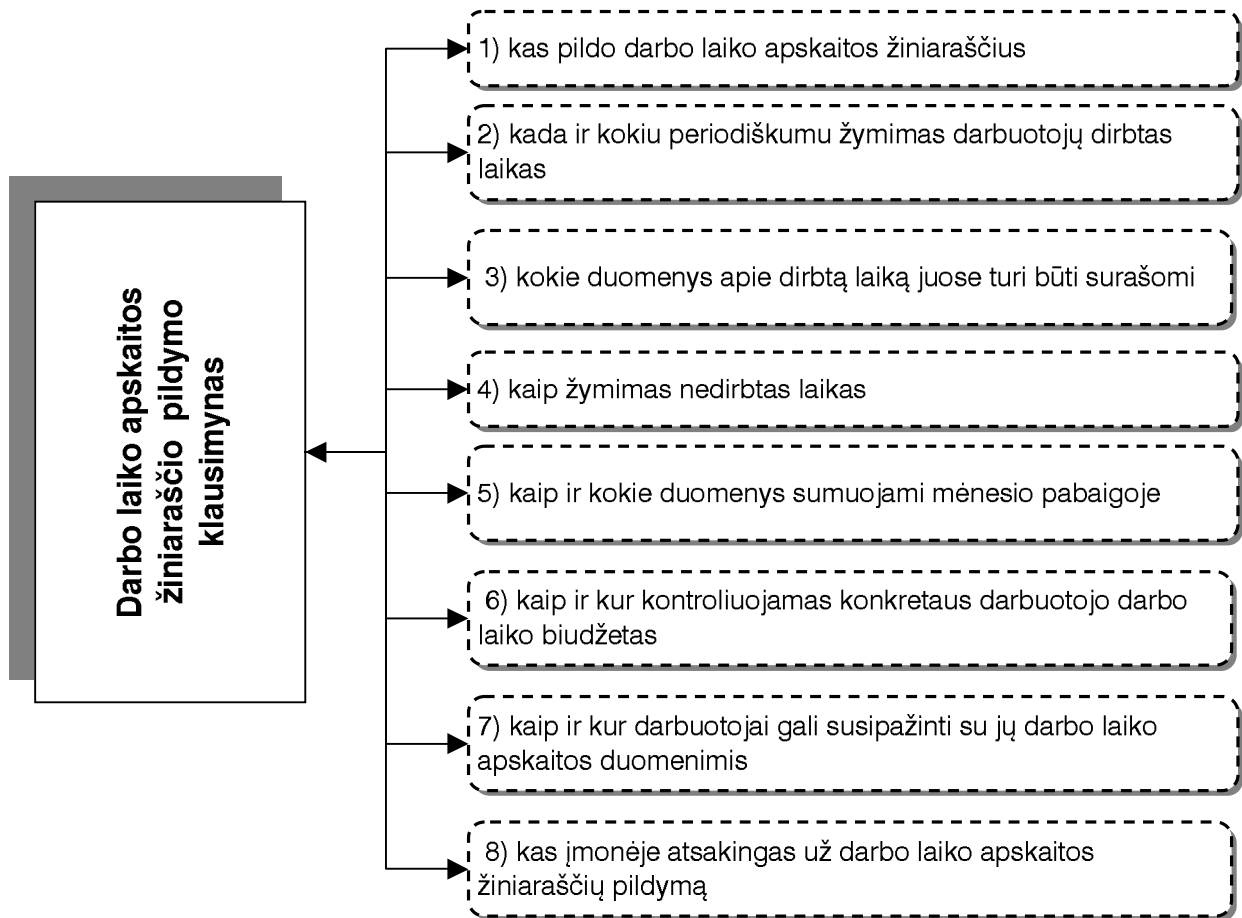 Darbo laiko apskaitos
žiniaraščio pildymo
klausimynas
1) kas pildo darbo laiko apskaitos žiniaraščius
2) kada ir kokiu periodiškumu žymimas darbuotojų dirbtas
laikas
3) kokie duomenys apie dirbtą laiką juose turi būti surašomi
4) kaip žymimas nedirbtas laikas
5) kaip ir kokie duomenys sumuojami mėnesio pabaigoje
6) kaip ir kur kontroliuojamas konkretaus darbuotojo darbo
laiko biudžetas
7) kaip ir kur darbuotojai gali susipažinti su jų darbo laiko
apskaitos duomenimis
8) kas įmonėje atsakingas už darbo laiko apskaitos
žiniaraščių pildymą